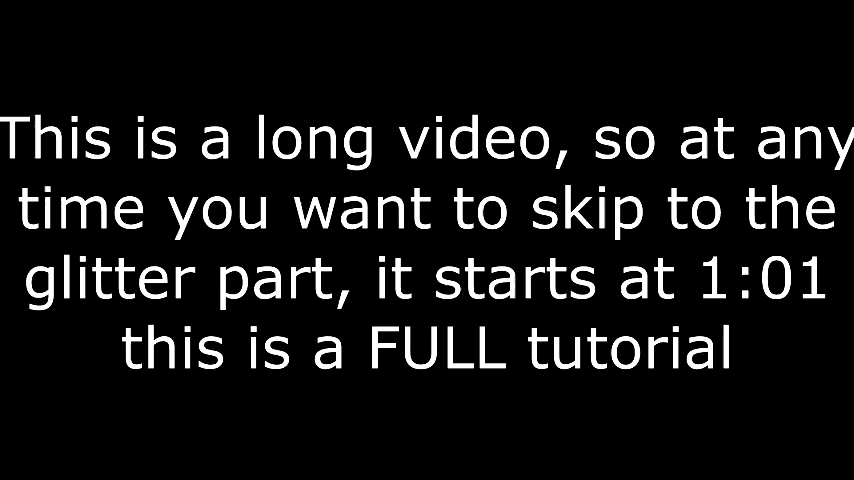 This is a long video, so at any
time you want to skip to the
glitter part, it starts at 1:01
this is a FULL tutorial